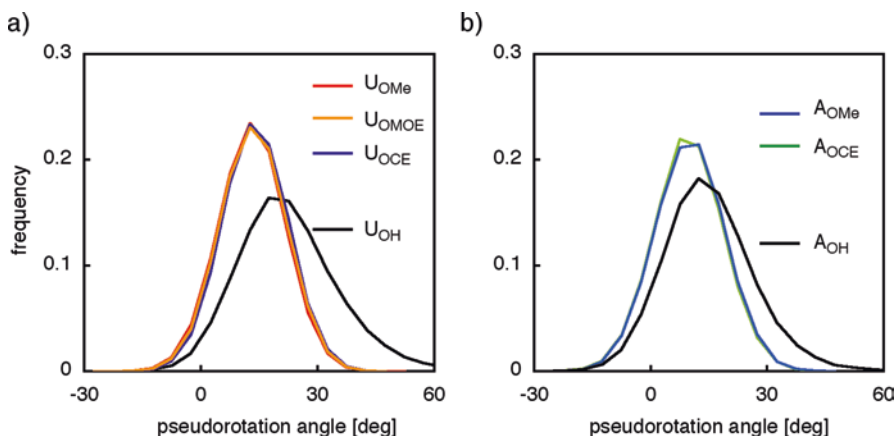 a)
b)
0.3
0.2
0.1
0
frequency
U_OMe
U_OMOE
U_OCE
U_OH
-30
0
30
60
pseudorotation angle [deg]
0.3
0.2
0.1
0
A_OMe
A_OCE
A_OH
-30
0
30
60
pseudorotation angle [deg]